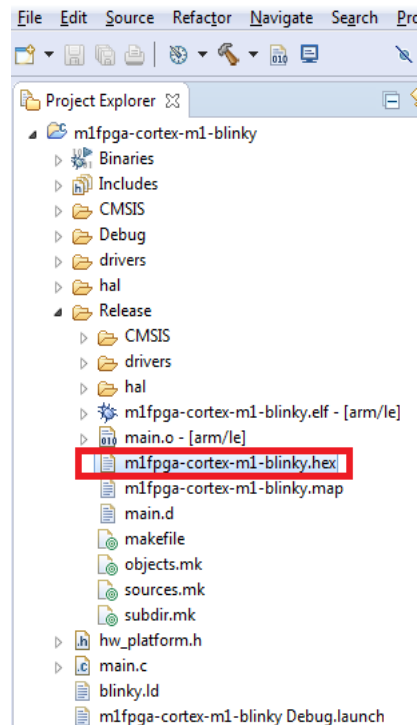 File Edit Source Refactor Navigate Search
Project Explorer
m1fpga-cortex-m1-blinky
Binaries
Includes
CMSIS
Debug
drivers
hal
Release
CMSIS
drivers
hal
m1fpga-cortex-m1-blinky.elf - [arm/le]
main.o - [arm/le]
m1fpga-cortex-m1-blinky.hex
m1fpga-cortex-m1-blinky.map
main.d
makefile
objects.mk
sources.mk
subdir.mk
hw_platform.h
main.c
blinky.ld
m1fpga-cortex-m1-blinky Debug.launch